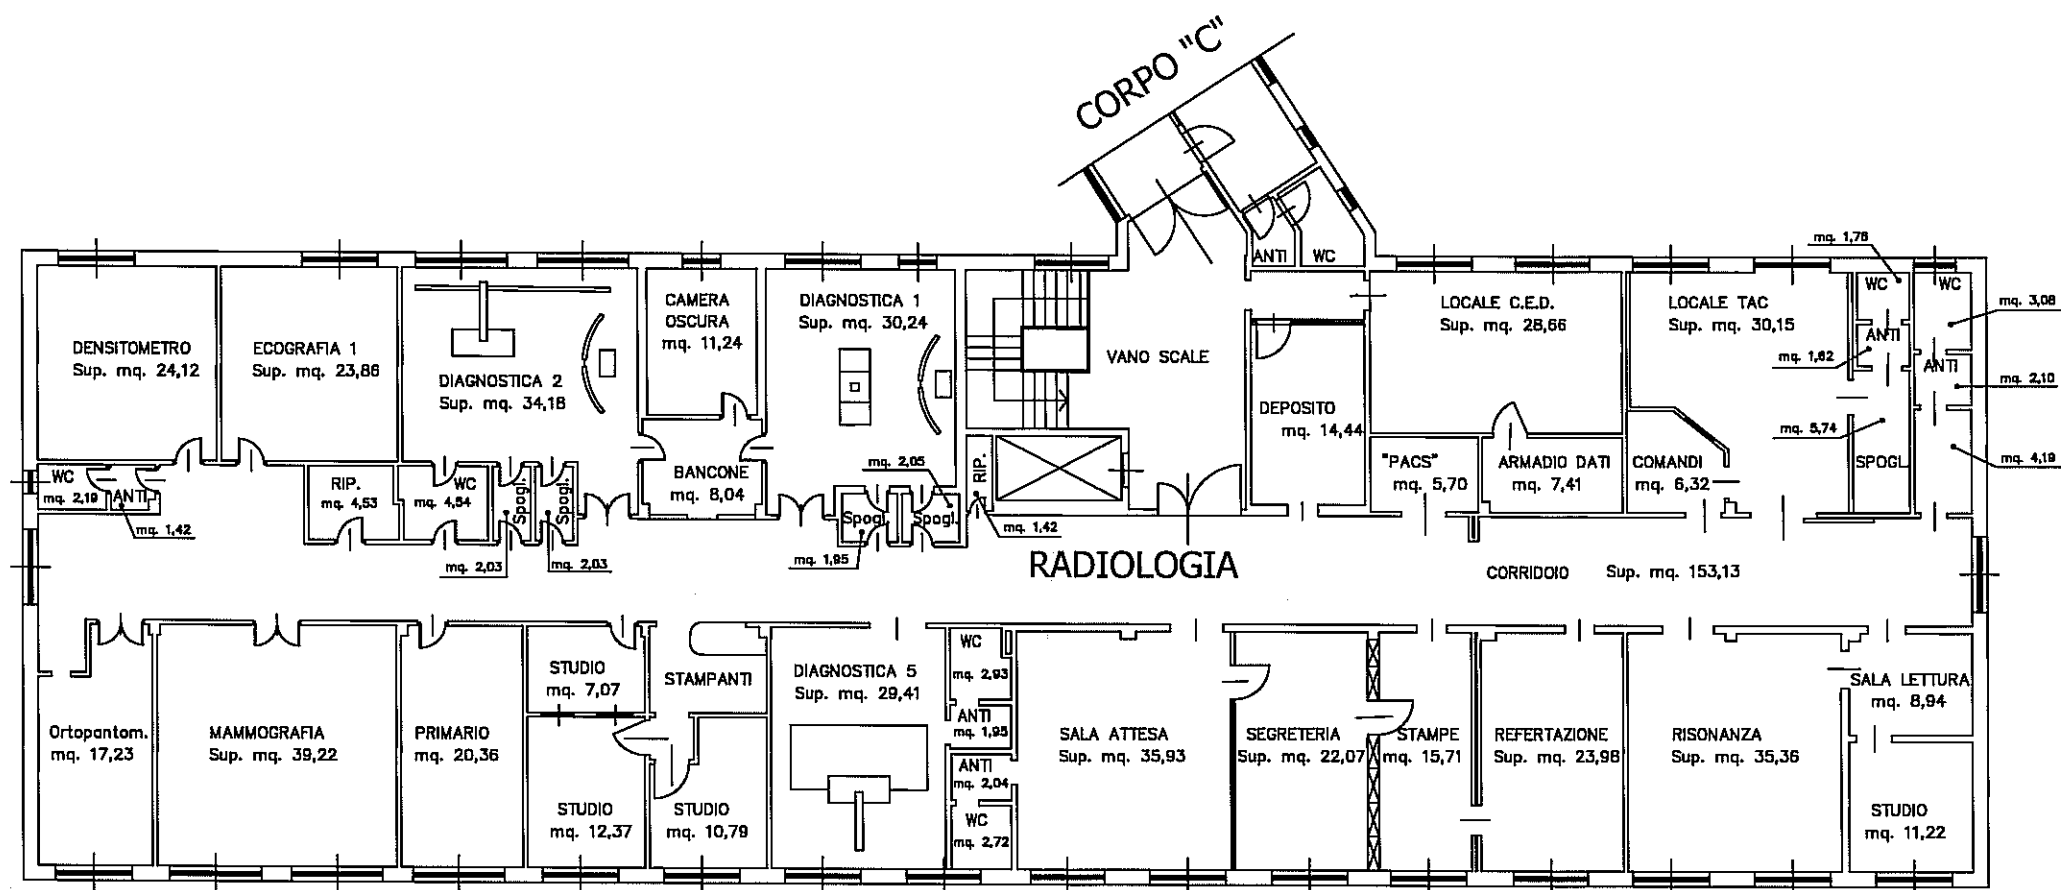 CORPO "C"
mq. 1,78
ANTI
WC
CAMERA
OSCURA
mq. 11,24
DIAGNOSTICA 1
Sup. mq. 30,24
LOCALE C.E.D.
Sup. mq. 28,66
LOCALE TAC
Sup. mq. 30,15
WC
WC
mq. 3,08
DENSITOMETRO
Sup. mq. 24,12
ECOGRAFIA 1
Sup. mq. 23,86
DIAGNOSTICA 2
Sup. mq. 34,18
VANO SCALE
ANTI
mq. 1,62
ANTI
mq. 2,10
DEPOSITO
mq. 14,44
mq. 5,74
mq. 4,19
WC
mq. 2,19
ANTI
mq. 1,42
RIP.
mq. 4,53
WC
mq. 4,54
Spogl.
Spogl.
mq. 2,03
mq. 2,03
BANCONE
mq. 8,04
mq. 2,05
Spogl.
Spogl.
mq. 1,95
RIP.
mq. 1,42
"PACS"
mq. 5,70
ARMADIO DATI
mq. 7,41
COMANDI
mq. 6,32
SPOGL.
RADIOLOGIA
CORRIDOIO Sup. mq. 153,13
Ortopantom.
mq. 17,23
MAMMOGRAFIA
Sup. mq. 39,22
PRIMARIO
mq. 20,36
STUDIO
mq. 7,07
STAMPANTI
STUDIO
mq. 12,37
STUDIO
mq. 10,79
DIAGNOSTICA 5
Sup. mq. 29,41
WC
mq. 2,93
ANTI
mq. 1,95
ANTI
mq. 2,04
WC
mq. 2,72
SALA ATTESA
Sup. mq. 35,93
SEGRETERIA
Sup. mq. 22,07
STAMPE
mq. 15,71
REFERTAZIONE
Sup. mq. 23,98
RISONANZA
Sup. mq. 35,36
SALA LETTURA
mq. 8,94
STUDIO
mq. 11,22